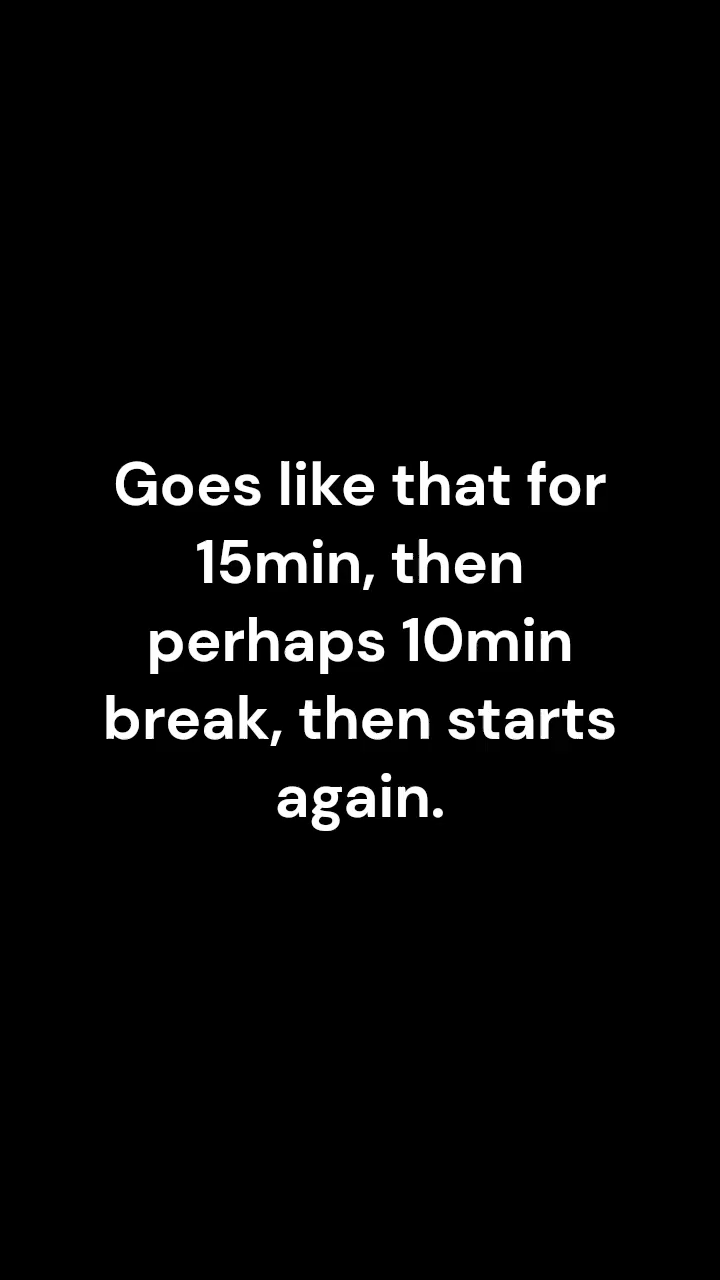 Goes like that for
15min, then
perhaps 10min
break, then starts
again.